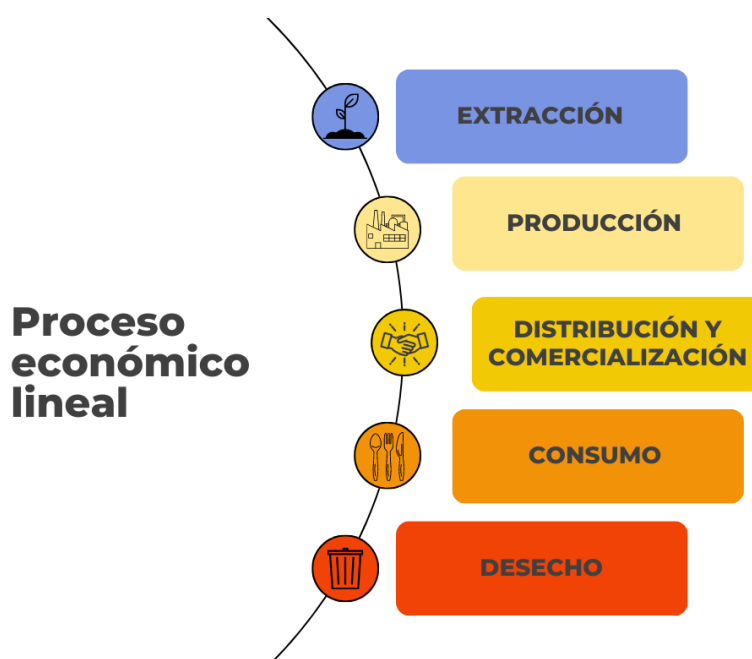 Proceso
económico
lineal
EXTRACCIÓN
PRODUCCIÓN
DISTRIBUCIÓN Y
COMERCIALIZACIÓN
CONSUMO
DESECHO